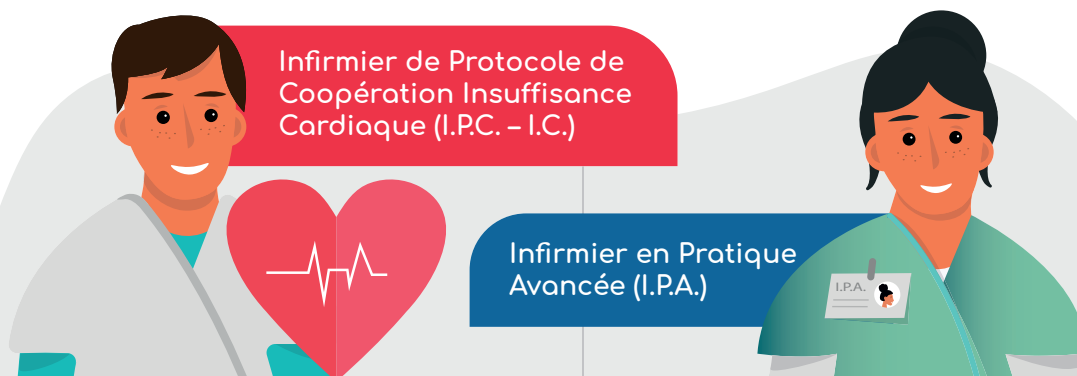 Infirmier de Protocole de
Coopération Insuffisance
Cardiaque (I.P.C. – I.C.)
Infirmier en Pratique
Avancée (I.P.A.)
I.P.A.